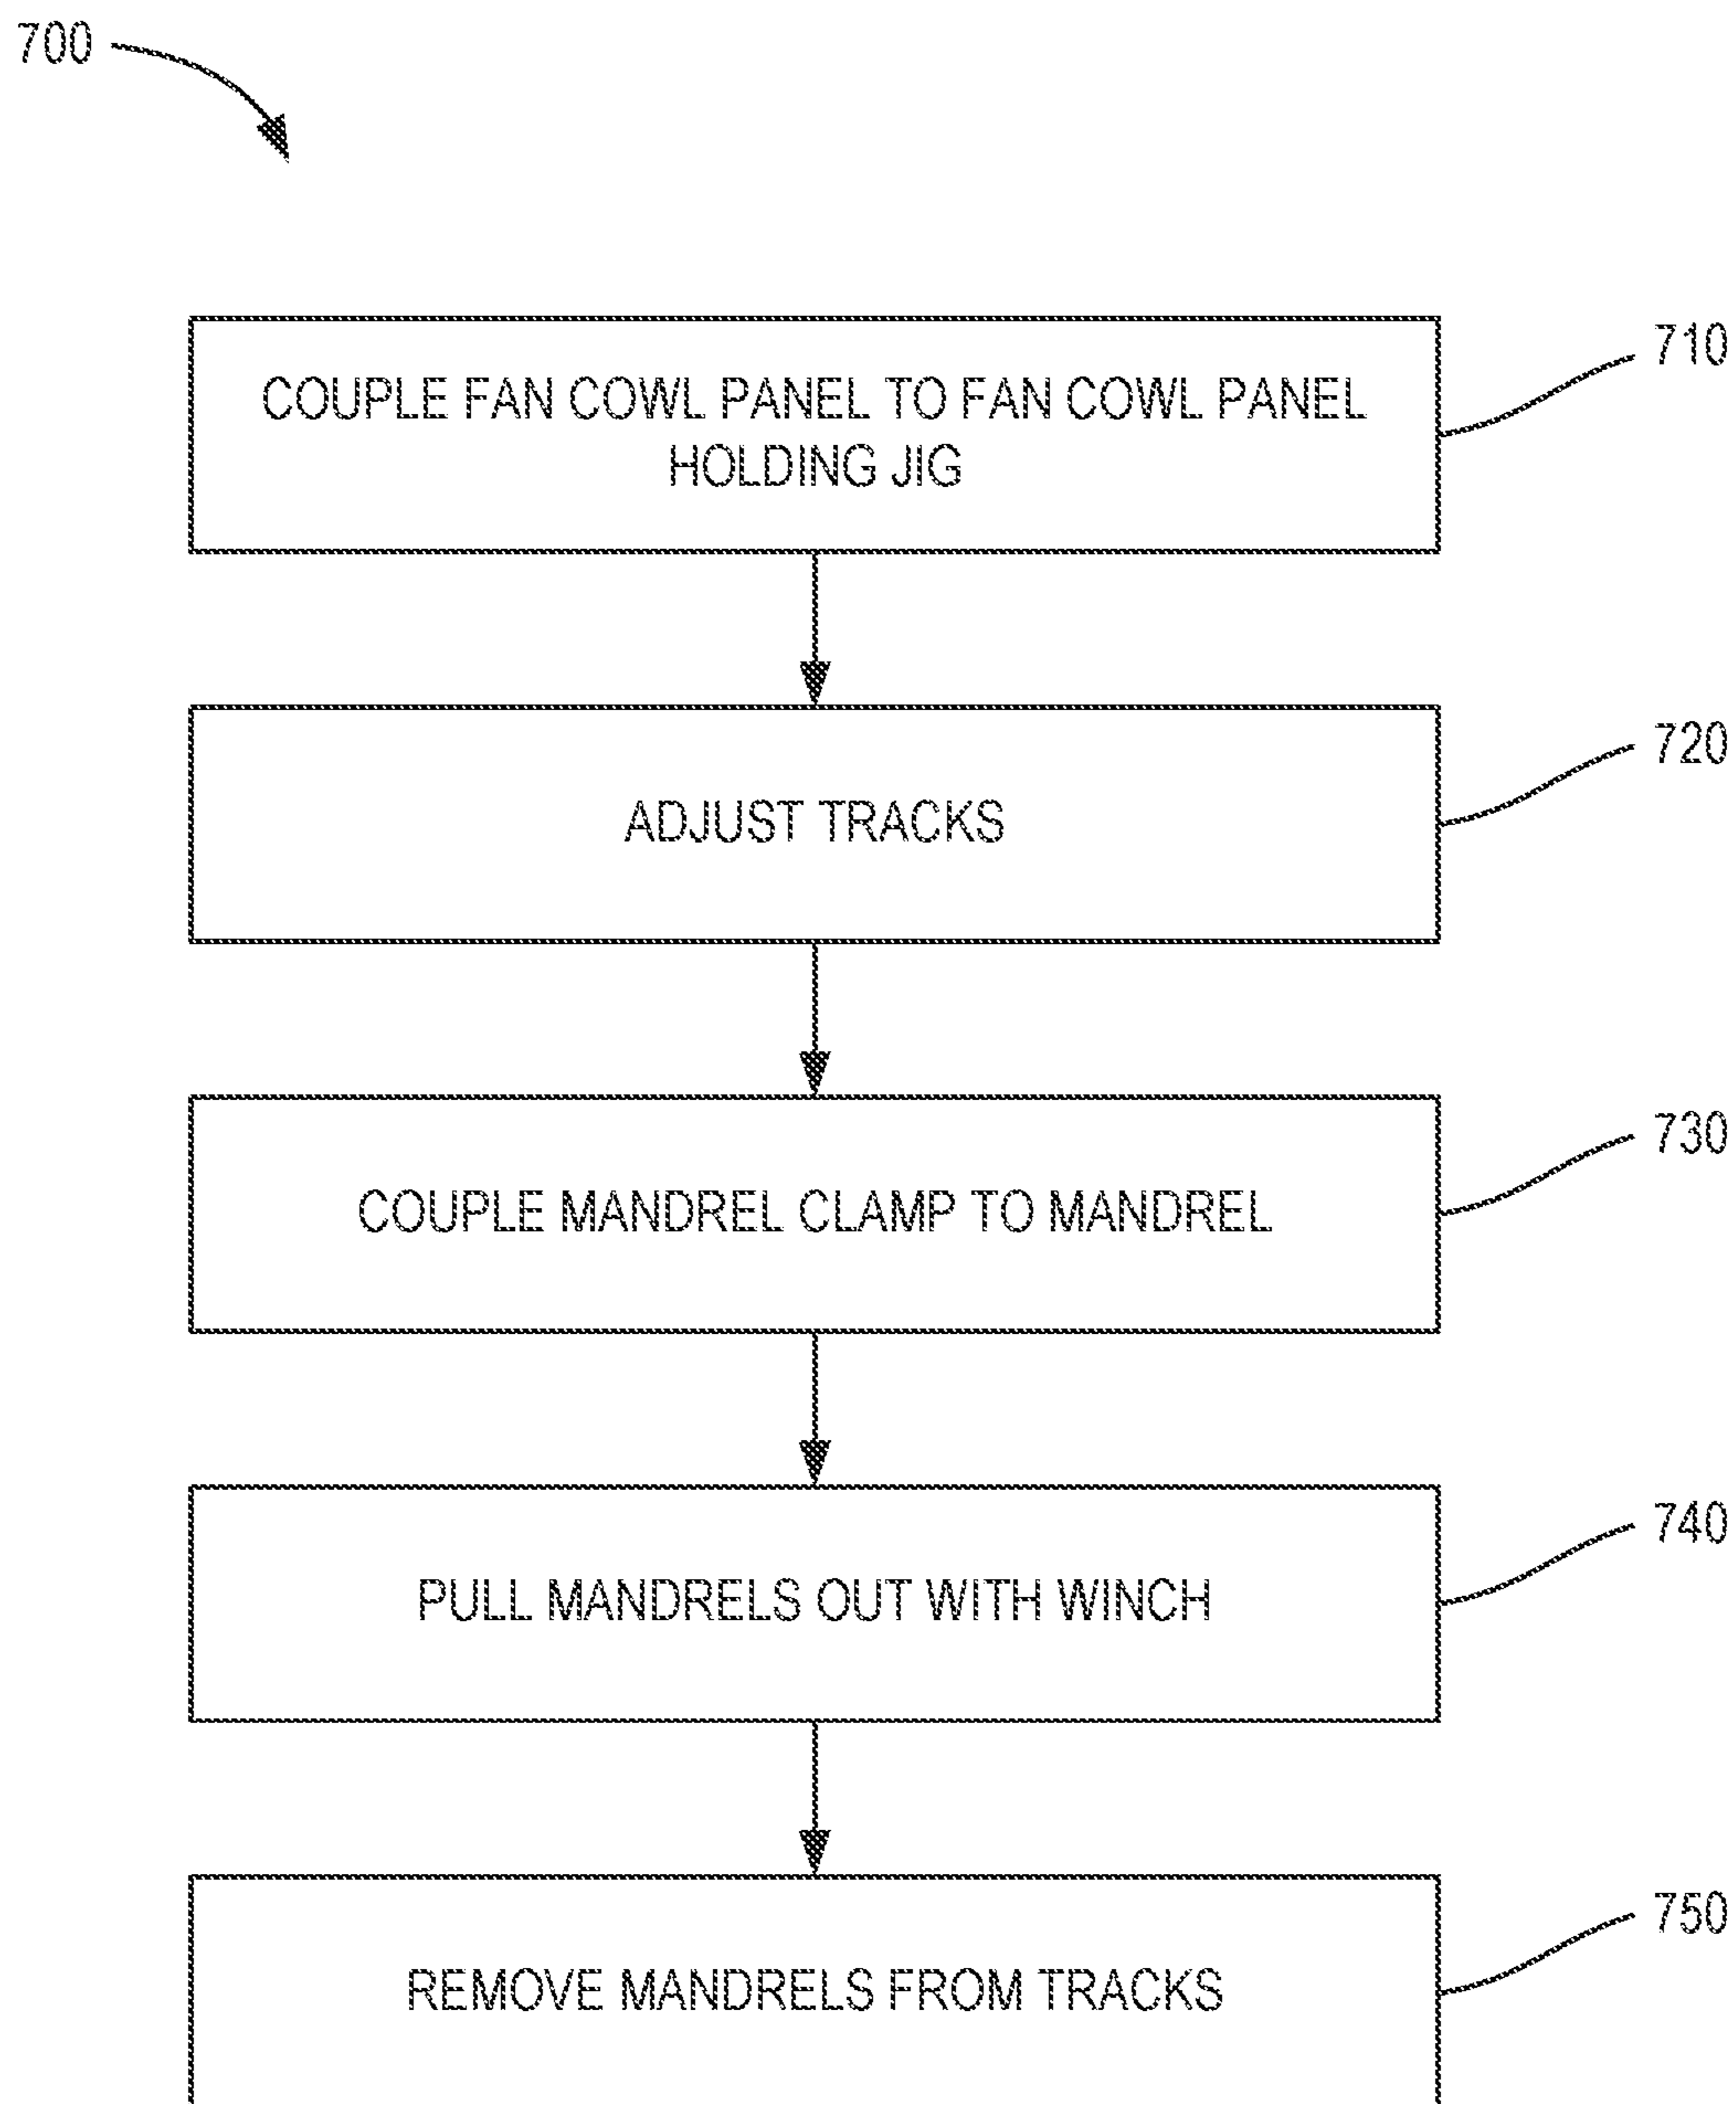 700
COUPLE FAN COWL PANEL TO FAN COWL PANEL
HOLDING JIG
710
ADJUST TRACKS
720
COUPLE MANDREL CLAMP TO MANDREL
730
PULL MANDRELS OUT WITH WINCH
740
REMOVE MANDRELS FROM TRACKS
750